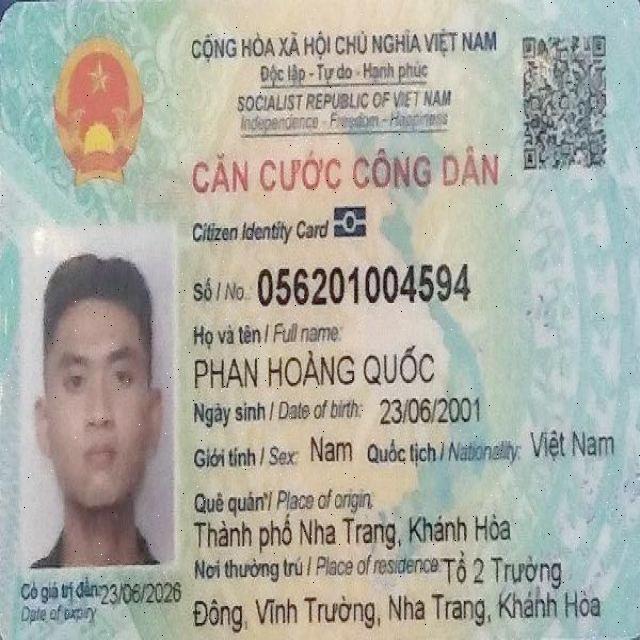 CỘNG HÒA XÃ HỘI CHỦ NGHĨA VIỆT NAM
Độc lập - Tự do - Hạnh phúc
SOCIALIST REPUBLIC OF VIET NAM
Independence - Freedom - Happiness
CĂN CƯỚC CÔNG DÂN
Citizen Identity Card
Số / No.: 056201004594
Họ và tên / Full name:
PHAN HOÀNG QUỐC
Ngày sinh / Date of birth: 23/06/2001
Giới tính / Sex: Nam Quốc tịch / Nationality: Việt Nam
Quê quán / Place of origin:
Thành phố Nha Trang, Khánh Hòa
Nơi thường trú / Place of residence: Tổ 2 Trường
Đông, Vĩnh Trường, Nha Trang, Khánh Hòa
Có giá trị đến: 23/06/2026
Date of expiry